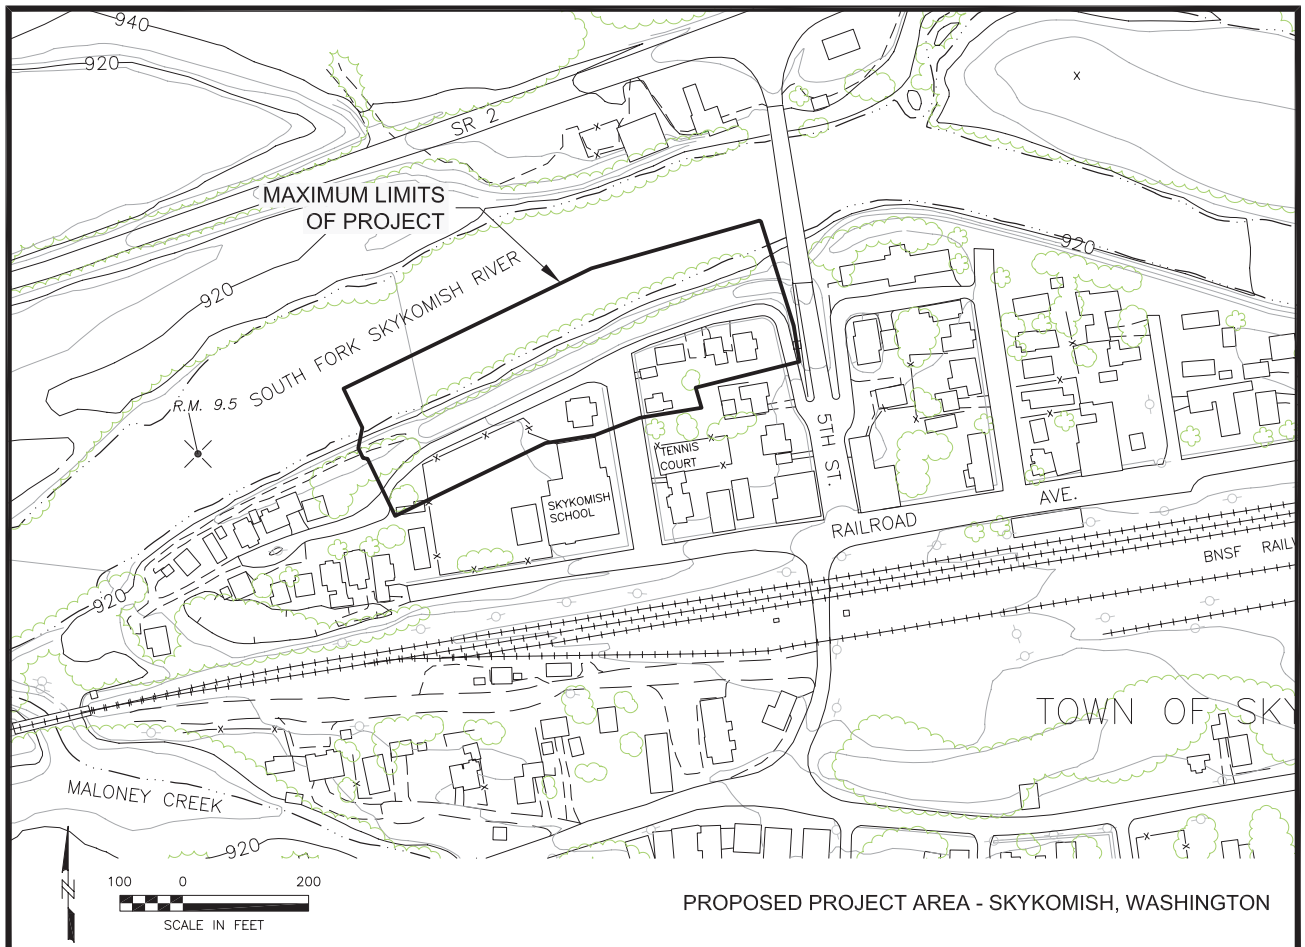 940
920
SR 2
MAXIMUM LIMITS
OF PROJECT
920
920
SOUTH FORK SKYKOMISH RIVER
R.M. 9.5
5TH ST.
TENNIS
COURT
SKYKOMISH
SCHOOL
RAILROAD AVE.
BNSF
920
TOWN OF
MALONEY CREEK
920
N
100 0 200
SCALE IN FEET
PROPOSED PROJECT AREA - SKYKOMISH, WASHINGTON